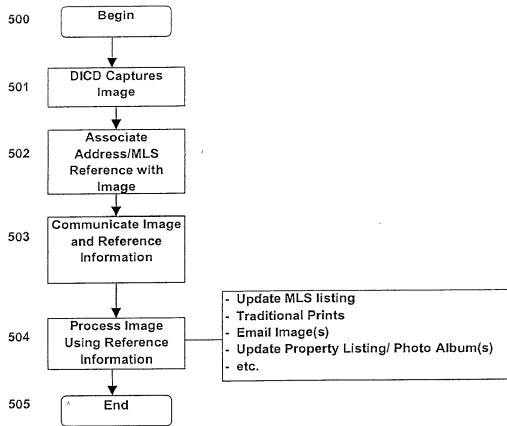 500
Begin
501
DICD Captures
Image
502
Associate
Address/MLS
Reference with
Image
503
Communicate Image
and Reference
Information
504
Process Image
Using Reference
Information
- Update MLS listing
- Traditional Prints
- Email Image(s)
- Update Property Listing/ Photo Album(s)
- etc.
505
End